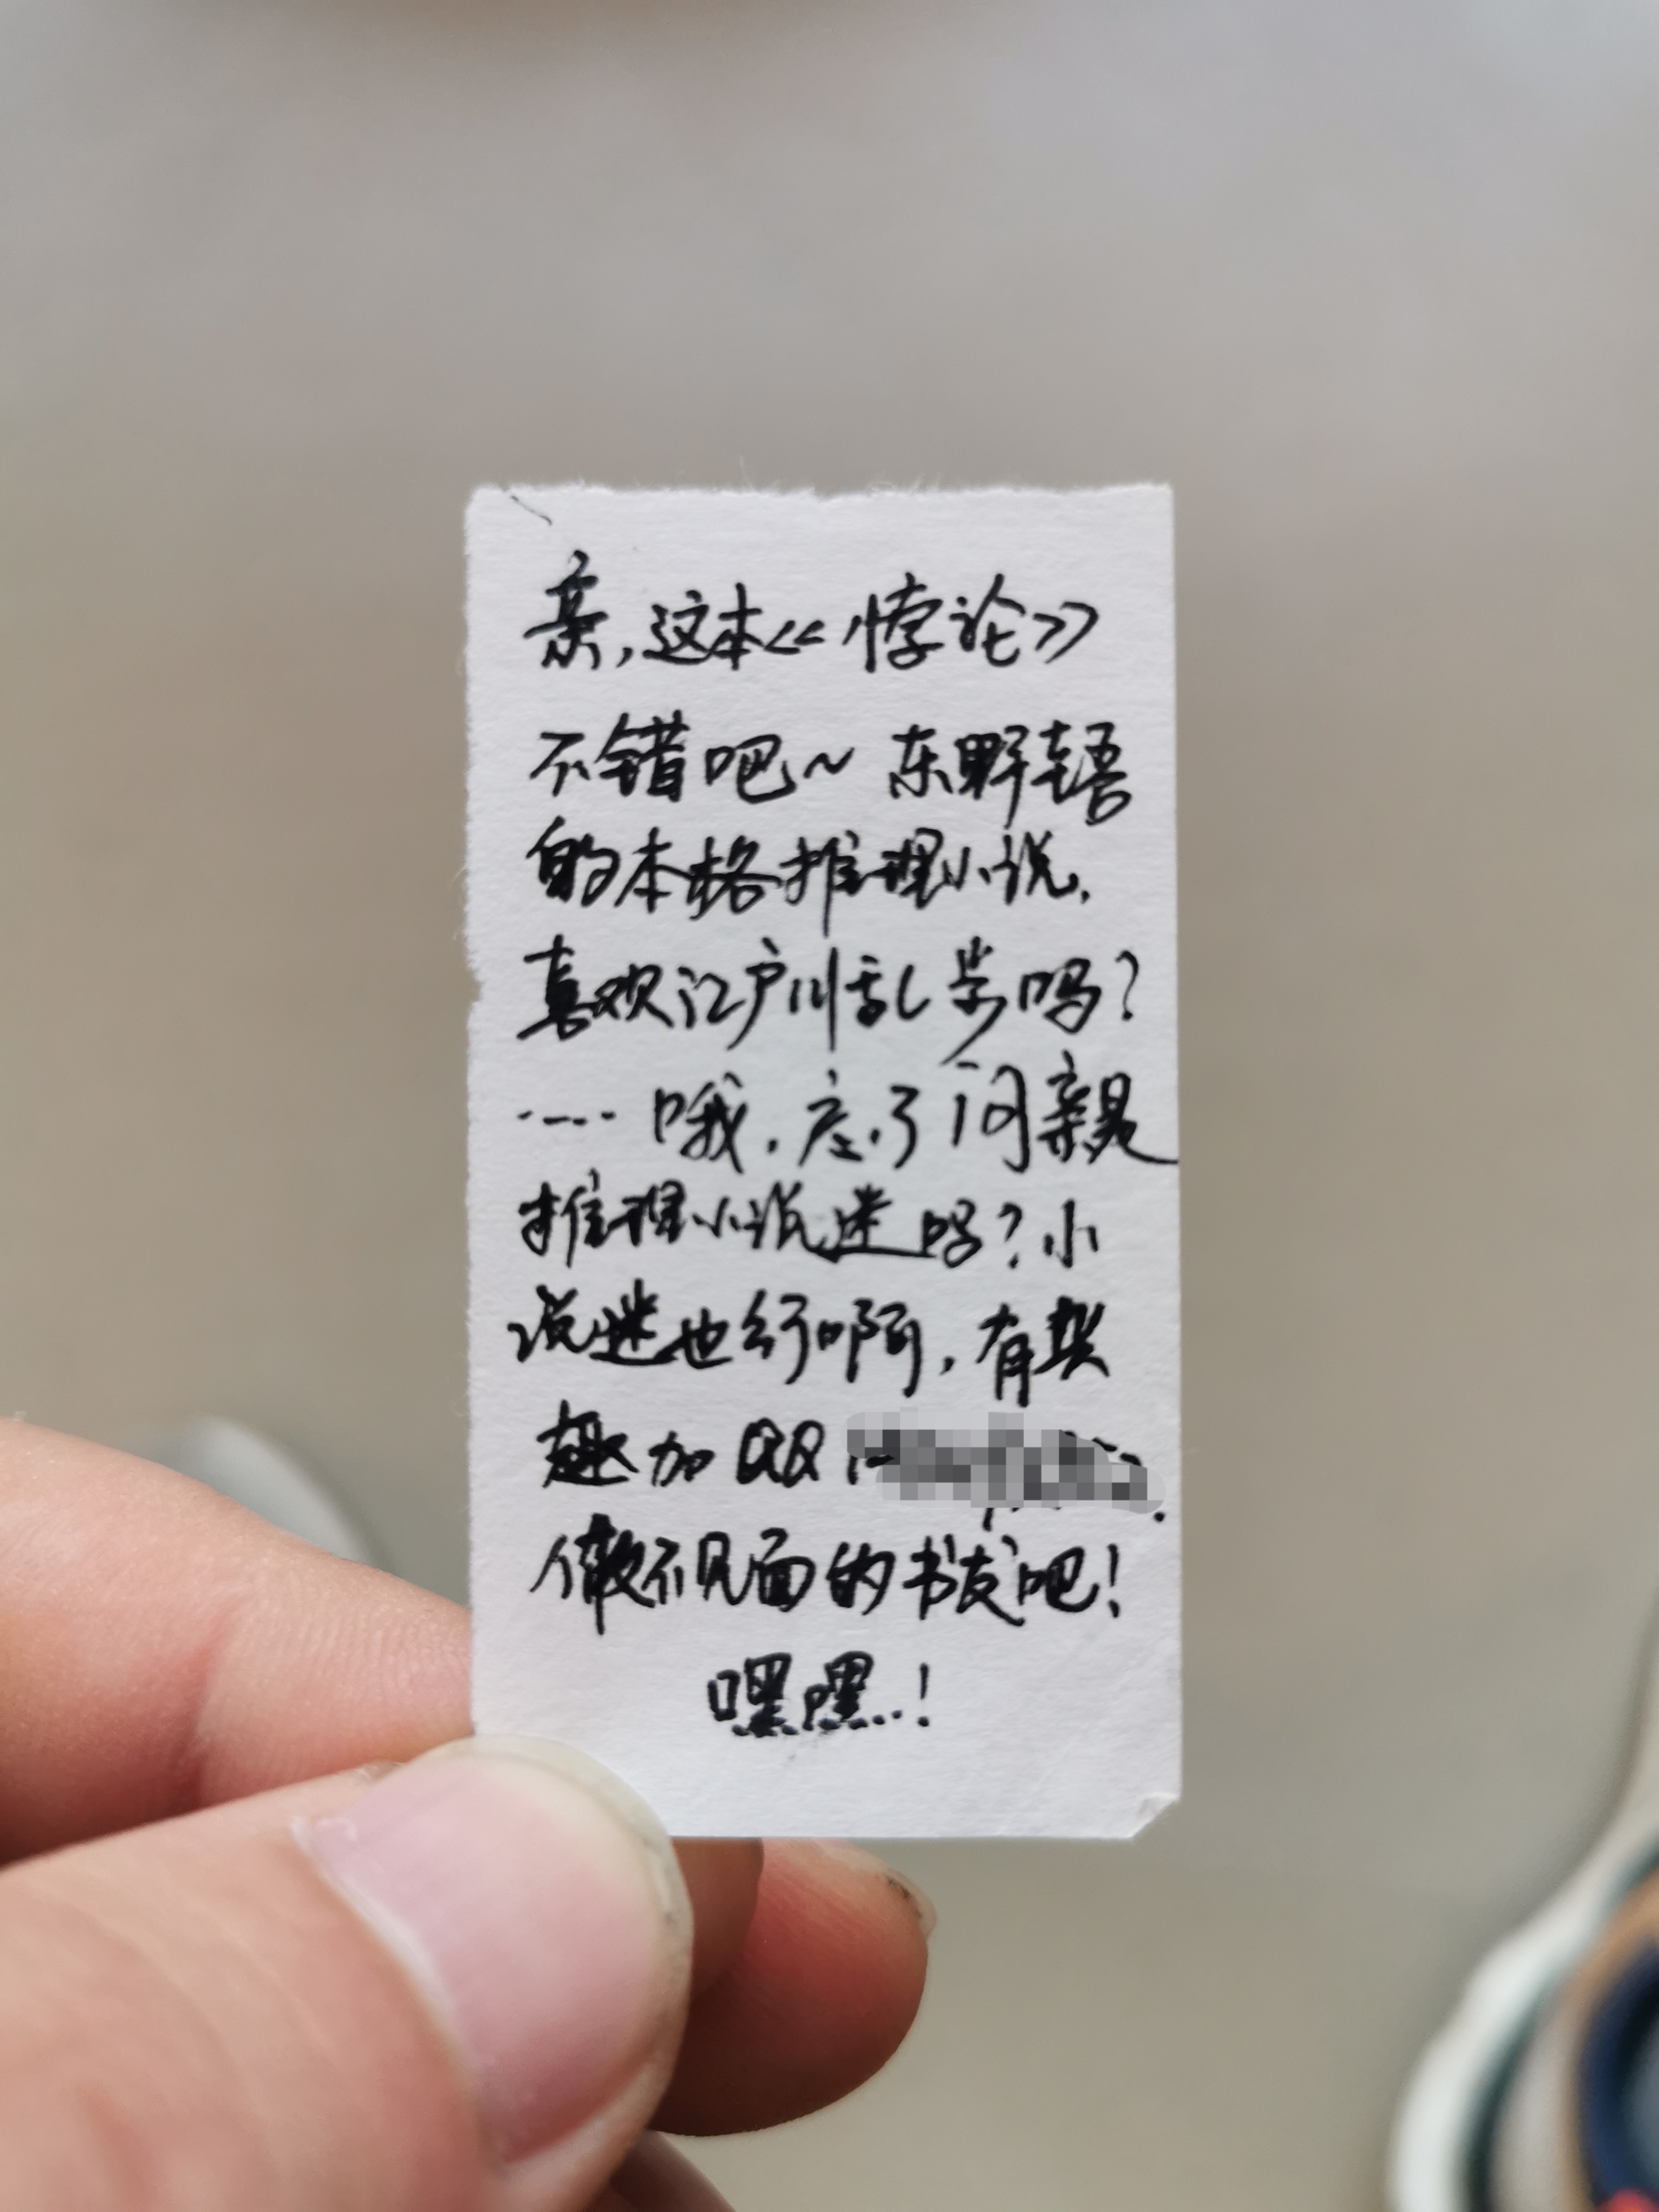 亲,这本《悖论》
不错吧~东野圭吾
的本格推理小说,
喜欢江户川乱步吗?
……哦,忘了问亲是
推理小说迷吗?小
说迷也行啊,有兴
趣加QQ
做不见面的书友吧!
嘿嘿..!